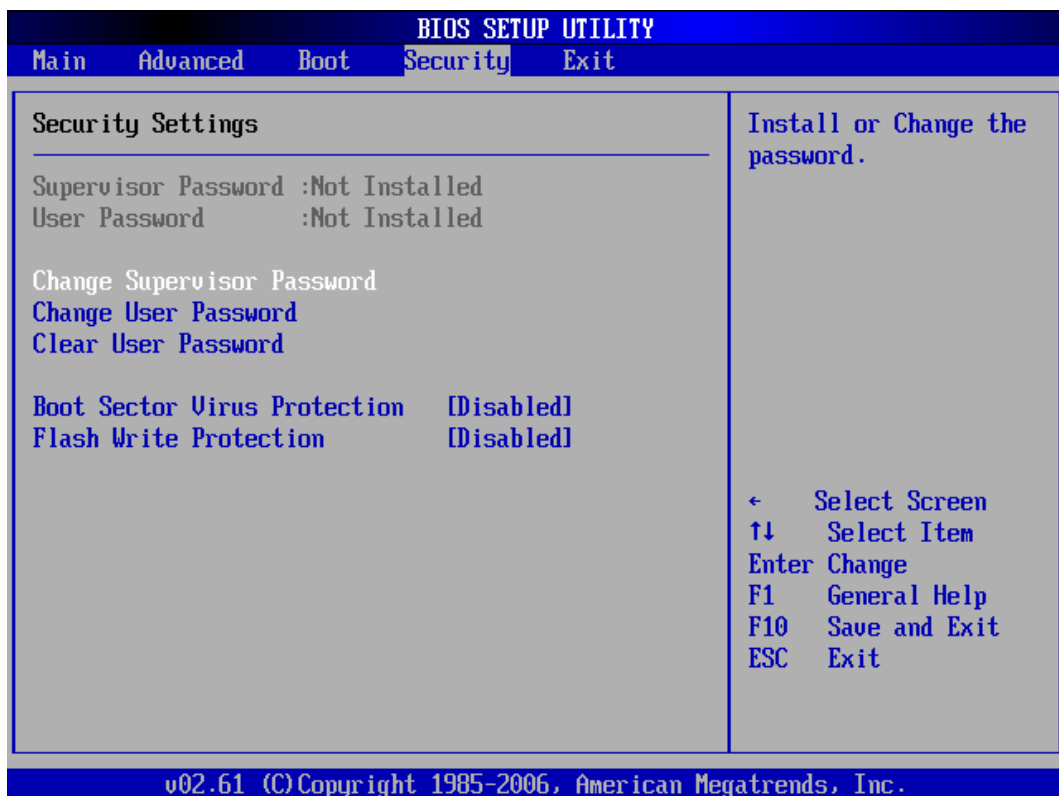 BIOS SETUP UTILITY
Main Advanced Boot Security Exit
Security Settings
Supervisor Password :Not Installed
User Password :Not Installed
Change Supervisor Password
Change User Password
Clear User Password
Boot Sector Virus Protection [Disabled]
Flash Write Protection [Disabled]
Install or Change the
password.
← Select Screen
↑↓ Select Item
Enter Change
F1 General Help
F10 Save and Exit
ESC Exit
v02.61 (C)Copyright 1985-2006, American Megatrends, Inc.